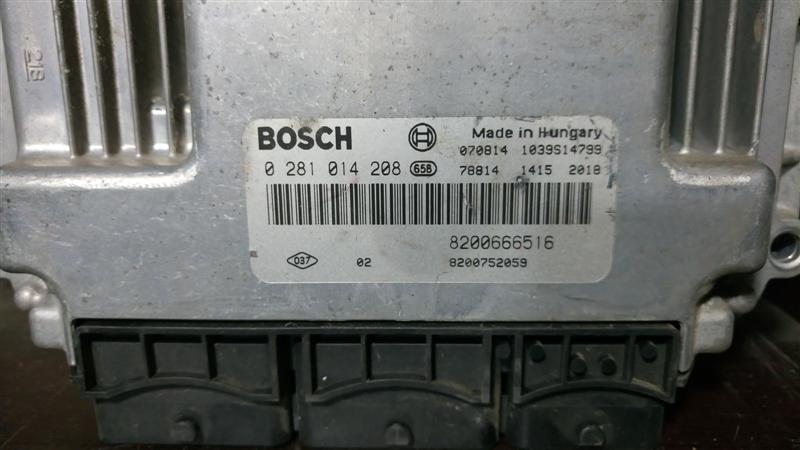 218
BOSCH
Made in Hungary
070814 1039S14799
0 281 014 208 658
78814 1415 2018
8200666516
037 02 8200752059